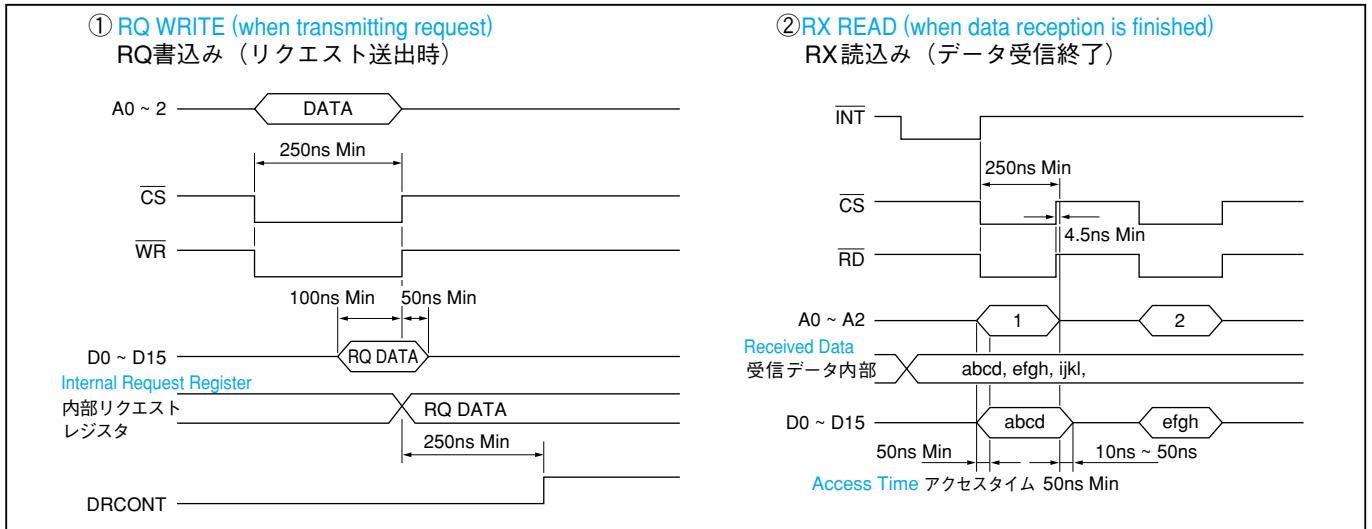 ① RQ WRITE (when transmitting request)
RQ書込み（リクエスト送出時）
A0 ~ 2
DATA
250ns Min
CS
WR
100ns Min
50ns Min
D0 ~ D15
RQ DATA
Internal Request Register
内部リクエスト
レジスタ
RQ DATA
250ns Min
DRCONT
②RX READ (when data reception is finished)
RX読込み（データ受信終了）
INT
250ns Min
CS
4.5ns Min
RD
A0 ~ A2
1
2
Received Data
受信データ内部
abcd, efgh, ijkl,
D0 ~ D15
abcd
efgh
50ns Min
10ns ~ 50ns
Access Time アクセスタイム 50ns Min